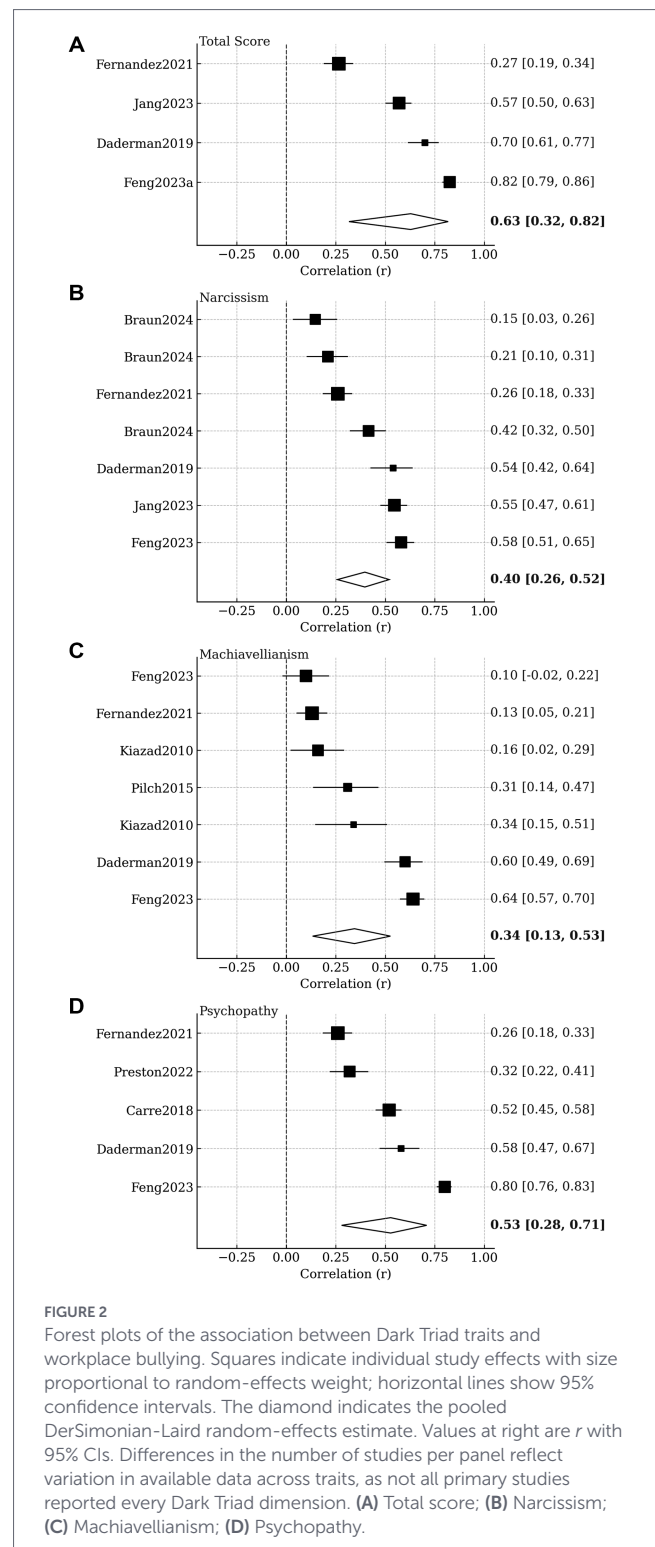 A
Total Score
Fernandez2021 0.27 [0.19, 0.34]
Jang2023 0.57 [0.50, 0.63]
Daderman2019 0.70 [0.61, 0.77]
Feng2023a 0.82 [0.79, 0.86]
0.63 [0.32, 0.82]
−0.25 0.00 0.25 0.50 0.75 1.00
Correlation (r)
B
Narcissism
Braun2024 0.15 [0.03, 0.26]
Braun2024 0.21 [0.10, 0.31]
Fernandez2021 0.26 [0.18, 0.33]
Braun2024 0.42 [0.32, 0.50]
Daderman2019 0.54 [0.42, 0.64]
Jang2023 0.55 [0.47, 0.61]
Feng2023 0.58 [0.51, 0.65]
0.40 [0.26, 0.52]
−0.25 0.00 0.25 0.50 0.75 1.00
Correlation (r)
C
Machiavellianism
Feng2023 0.10 [-0.02, 0.22]
Fernandez2021 0.13 [0.05, 0.21]
Kiazad2010 0.16 [0.02, 0.29]
Pilch2015 0.31 [0.14, 0.47]
Kiazad2010 0.34 [0.15, 0.51]
Daderman2019 0.60 [0.49, 0.69]
Feng2023 0.64 [0.57, 0.70]
0.34 [0.13, 0.53]
−0.25 0.00 0.25 0.50 0.75 1.00
Correlation (r)
D
Psychopathy
Fernandez2021 0.26 [0.18, 0.33]
Preston2022 0.32 [0.22, 0.41]
Carre2018 0.52 [0.45, 0.58]
Daderman2019 0.58 [0.47, 0.67]
Feng2023 0.80 [0.76, 0.83]
0.53 [0.28, 0.71]
−0.25 0.00 0.25 0.50 0.75 1.00
Correlation (r)
FIGURE 2
Forest plots of the association between Dark Triad traits and
workplace bullying. Squares indicate individual study effects with size
proportional to random-effects weight; horizontal lines show 95%
confidence intervals. The diamond indicates the pooled
DerSimonian-Laird random-effects estimate. Values at right are r with
95% CIs. Differences in the number of studies per panel reflect
variation in available data across traits, as not all primary studies
reported every Dark Triad dimension. (A) Total score; (B) Narcissism;
(C) Machiavellianism; (D) Psychopathy.